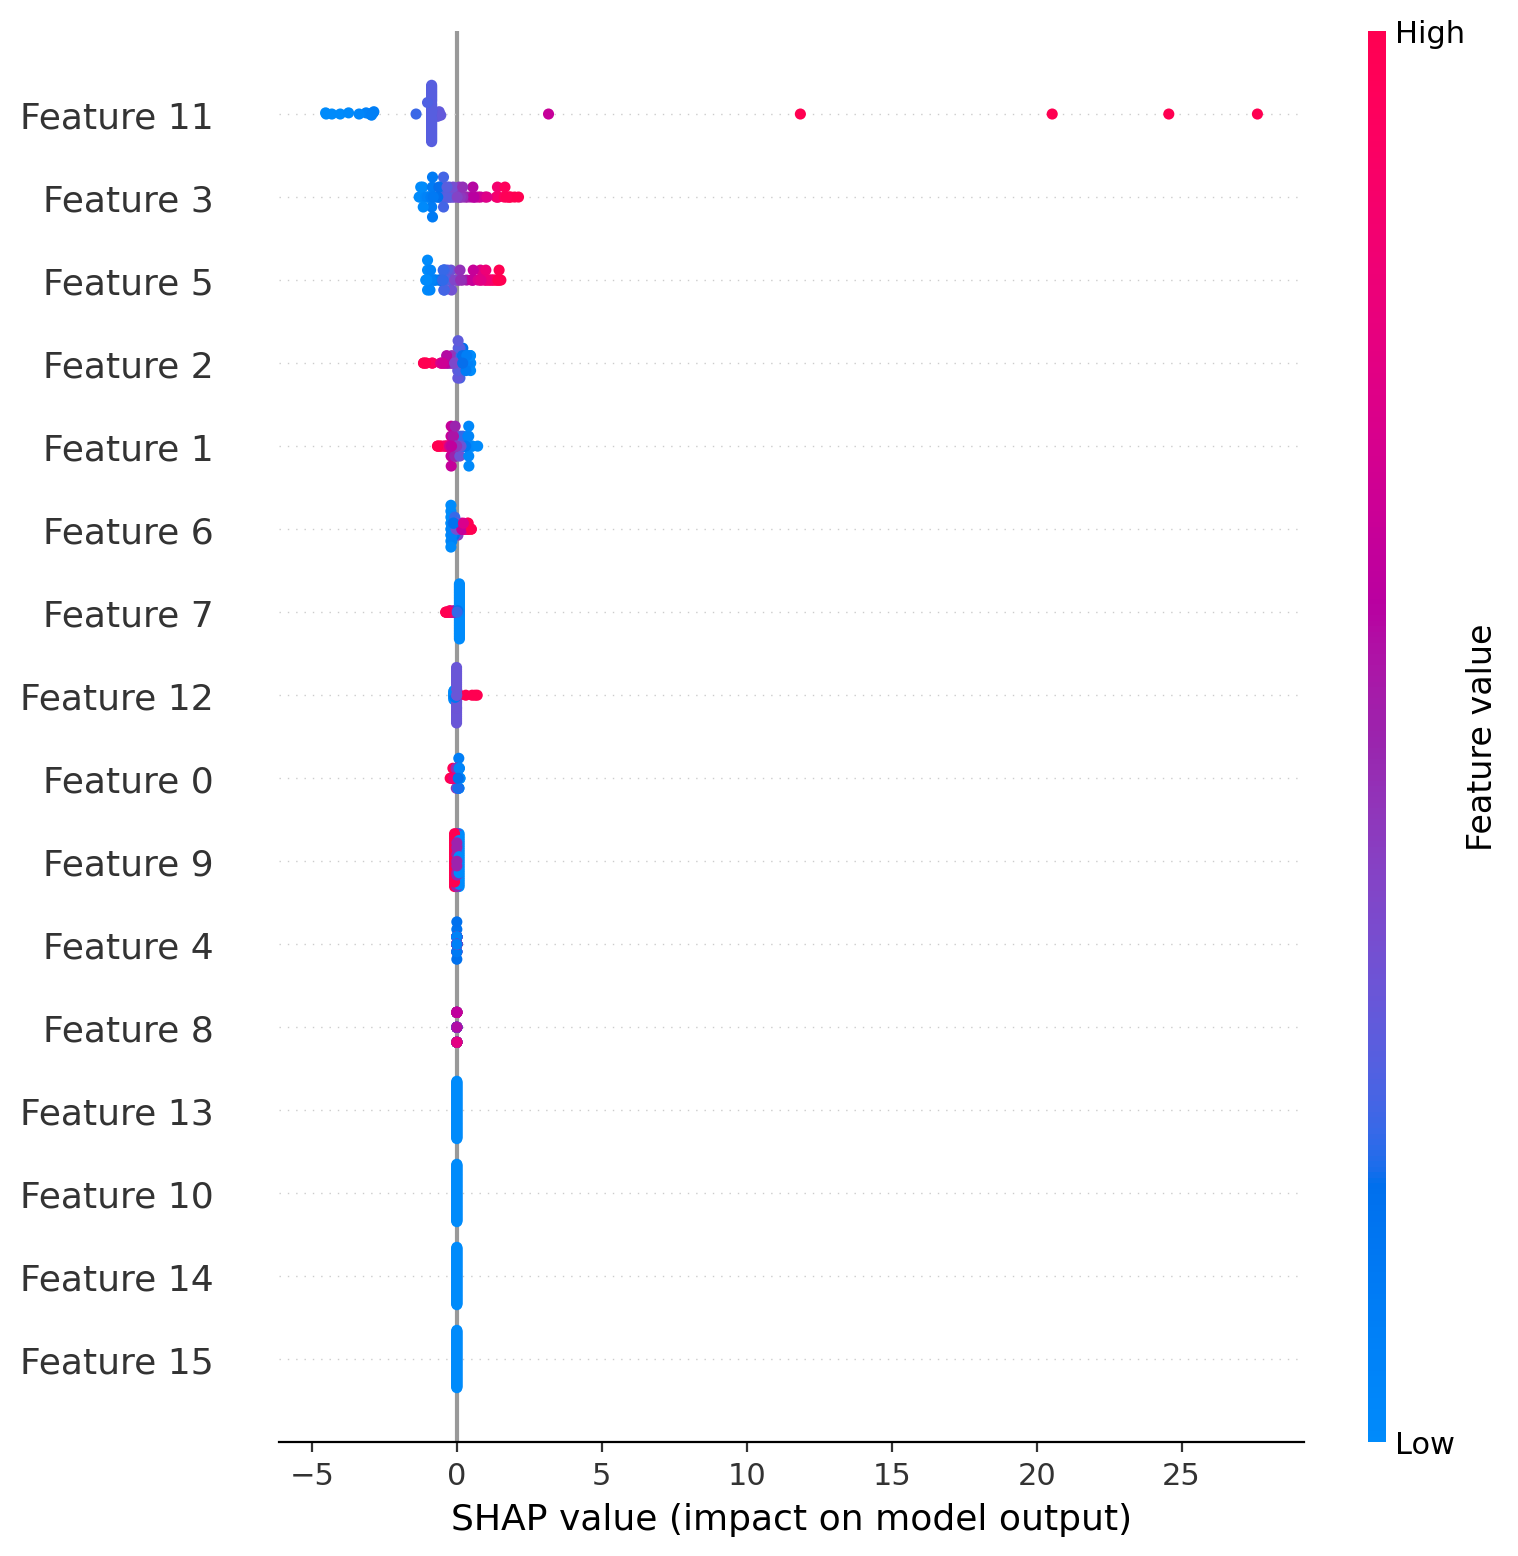 High
Feature 11
Feature 3
Feature 5
Feature 2
Feature 1
Feature 6
Feature 7
Feature 12
Feature 0
Feature 9
Feature 4
Feature 8
Feature 13
Feature 10
Feature 14
Feature 15
Feature value
Low
−5 0 5 10 15 20 25
SHAP value (impact on model output)